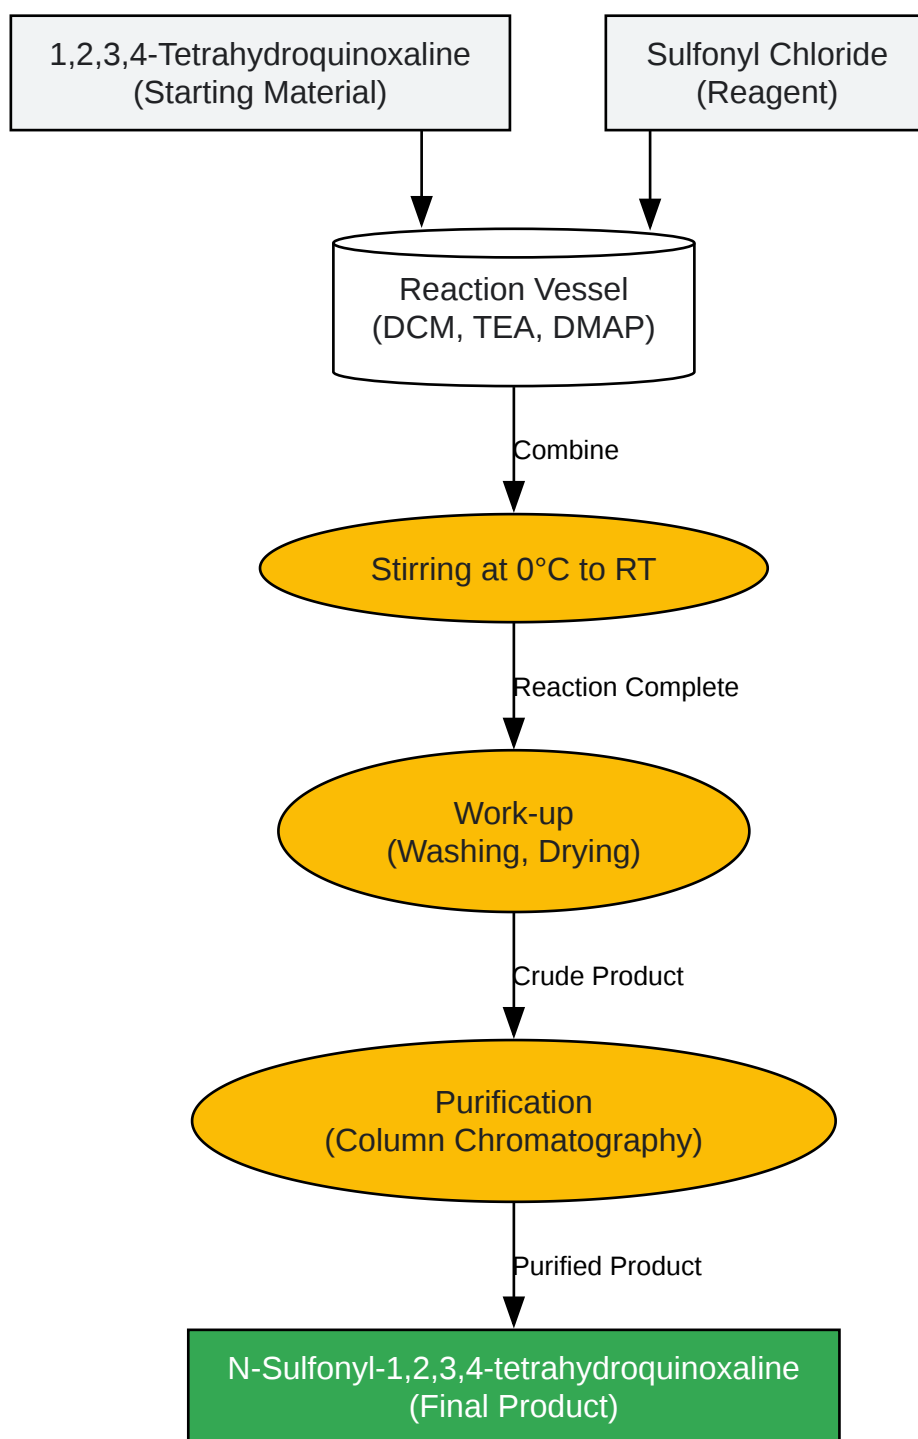 1,2,3,4-Tetrahydroquinoxaline
(Starting Material)
Sulfonyl Chloride
(Reagent)
Reaction Vessel
(DCM, TEA, DMAP)
Combine
Stirring at 0°C to RT
Reaction Complete
Work-up
(Washing, Drying)
Crude Product
Purification
(Column Chromatography)
Purified Product
N-Sulfonyl-1,2,3,4-tetrahydroquinoxaline
(Final Product)